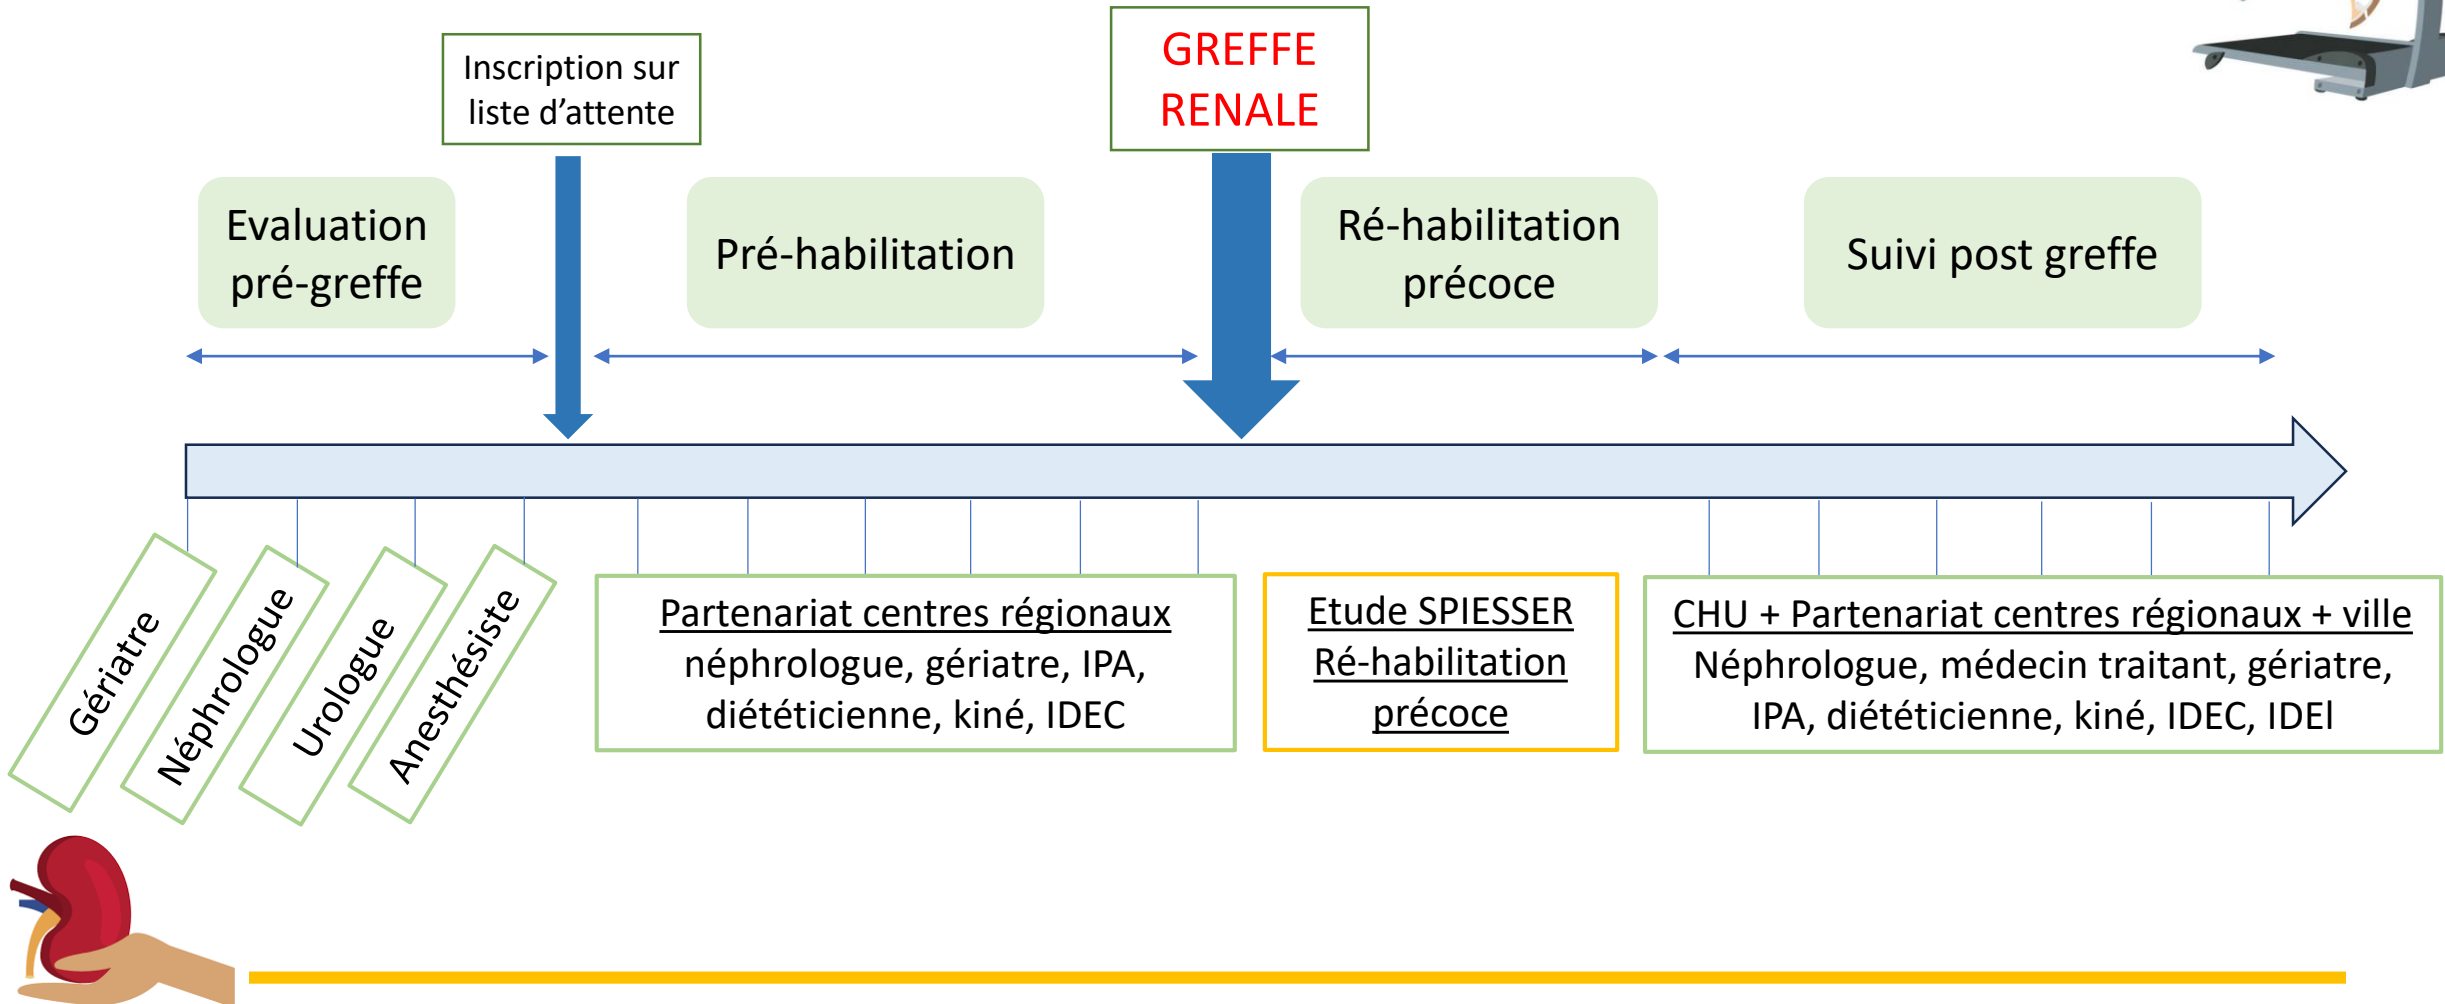 Inscription sur
liste d'attente
GREFFE
RENALE
Evaluation
pré-greffe
Pré-habilitation
Ré-habilitation
précoce
Suivi post greffe
Gériatre
Néphrologue
Urologue
Anesthésiste
Partenariat centres régionaux
néphrologue, gériatre, IPA,
diététicienne, kiné, IDEC
Etude SPIESSER
Ré-habilitation
précoce
CHU + Partenariat centres régionaux + ville
Néphrologue, médecin traitant, gériatre,
IPA, diététicienne, kiné, IDEC, IDEl